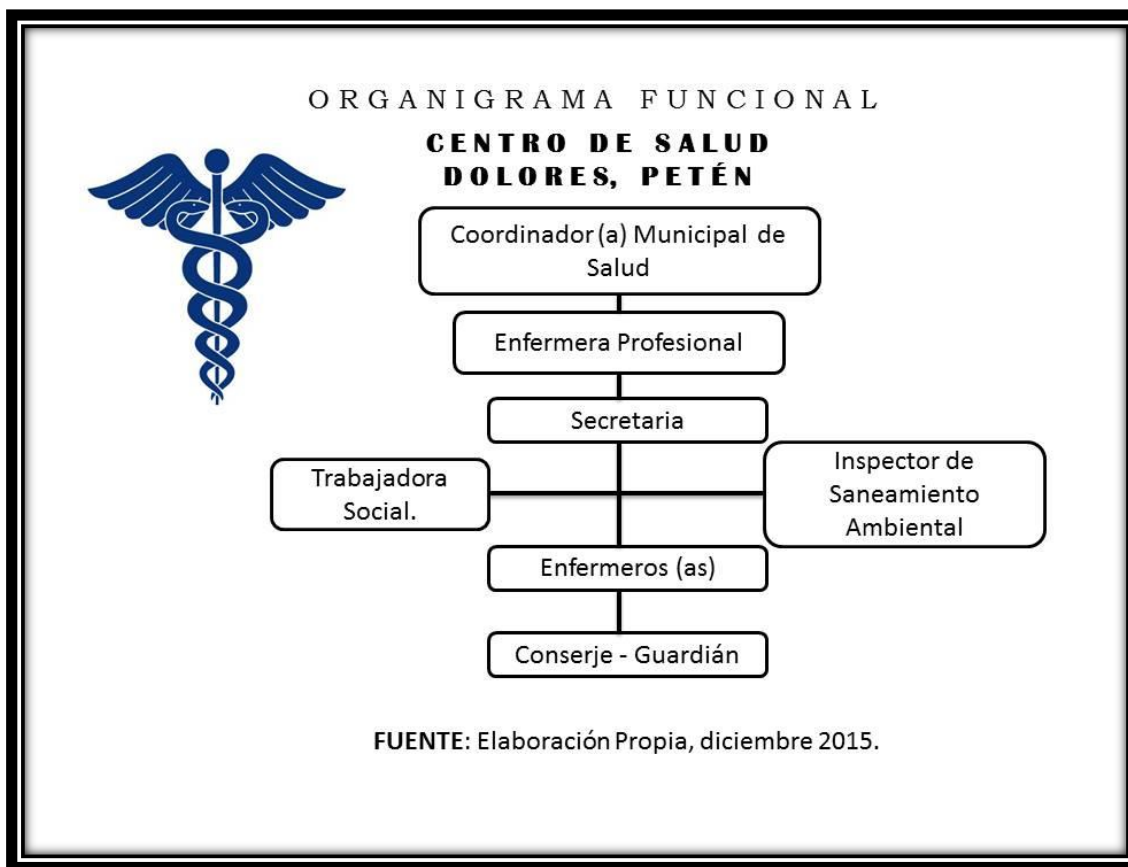 ORGANIGRAMA FUNCIONAL
CENTRO DE SALUD
DOLORES, PETÉN
Coordinador (a) Municipal de
Salud
Enfermera Profesional
Secretaria
Trabajadora
Social.
Inspector de
Saneamiento
Ambiental
Enfermeros (as)
Conserje - Guardián
FUENTE: Elaboración Propia, diciembre 2015.